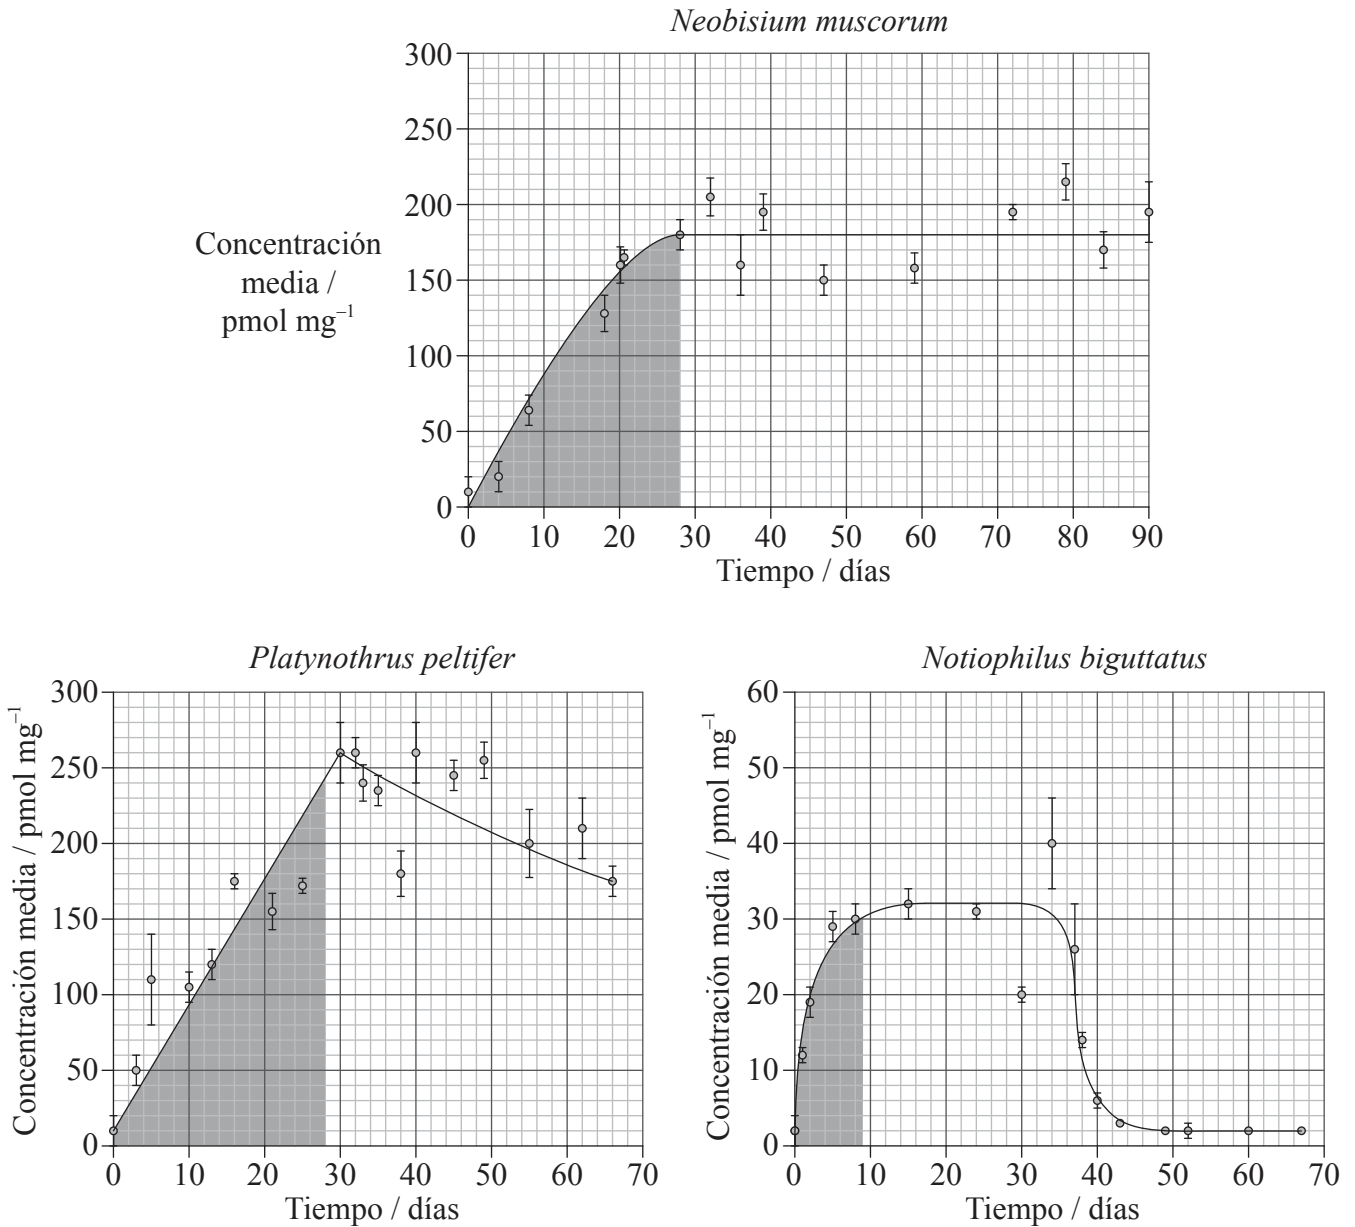 Neobisium muscorum
300
250
200
150
100
50
0
Concentración
media /
pmol mg⁻¹
0 10 20 30 40 50 60 70 80 90
Tiempo / días
Platynothrus peltifer
300
250
200
150
100
50
0
Concentración media / pmol mg⁻¹
0 10 20 30 40 50 60 70
Tiempo / días
Notiophilus biguttatus
60
50
40
30
20
10
0
Concentración media / pmol mg⁻¹
0 10 20 30 40 50 60 70
Tiempo / días